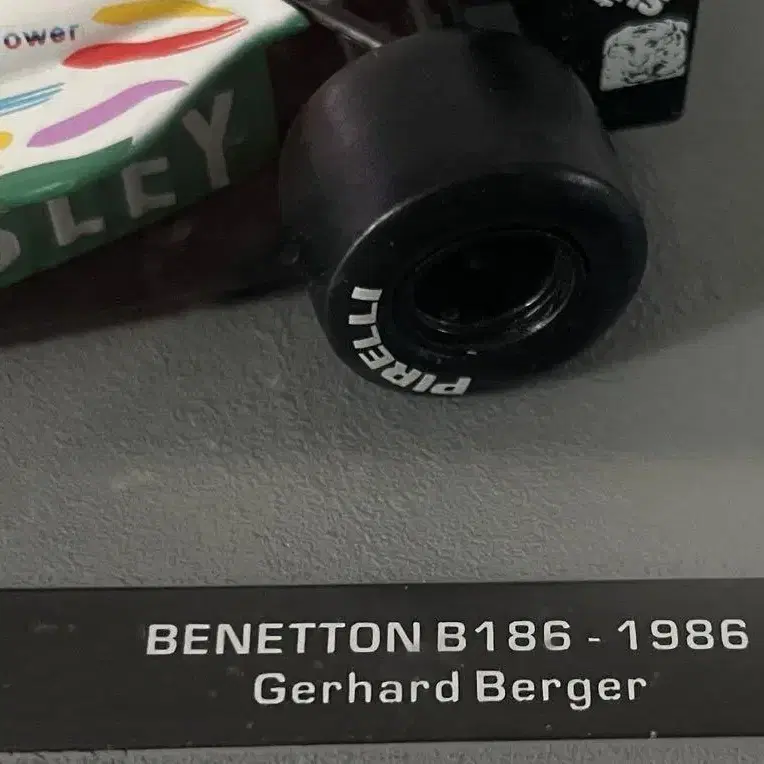 ower
SLEY
PIRELLI
BENETTON B186 - 1986
Gerhard Berger